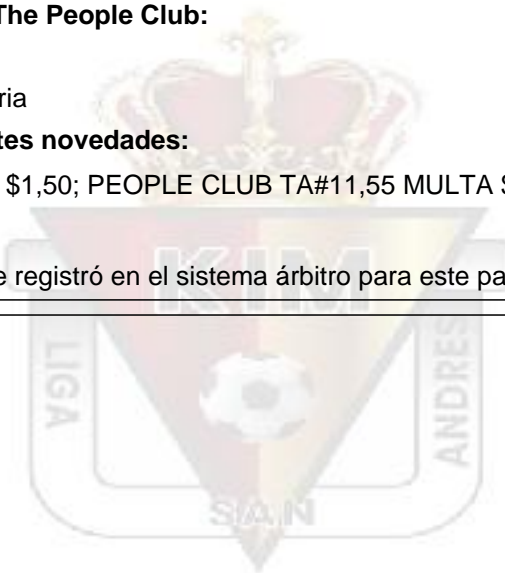 The People Club:
ria
tes novedades:
$1,50; PEOPLE CLUB TA#11,55 MULTA S
e registró en el sistema árbitro para este pa
KIM
LIGA
ANDRES
SAN